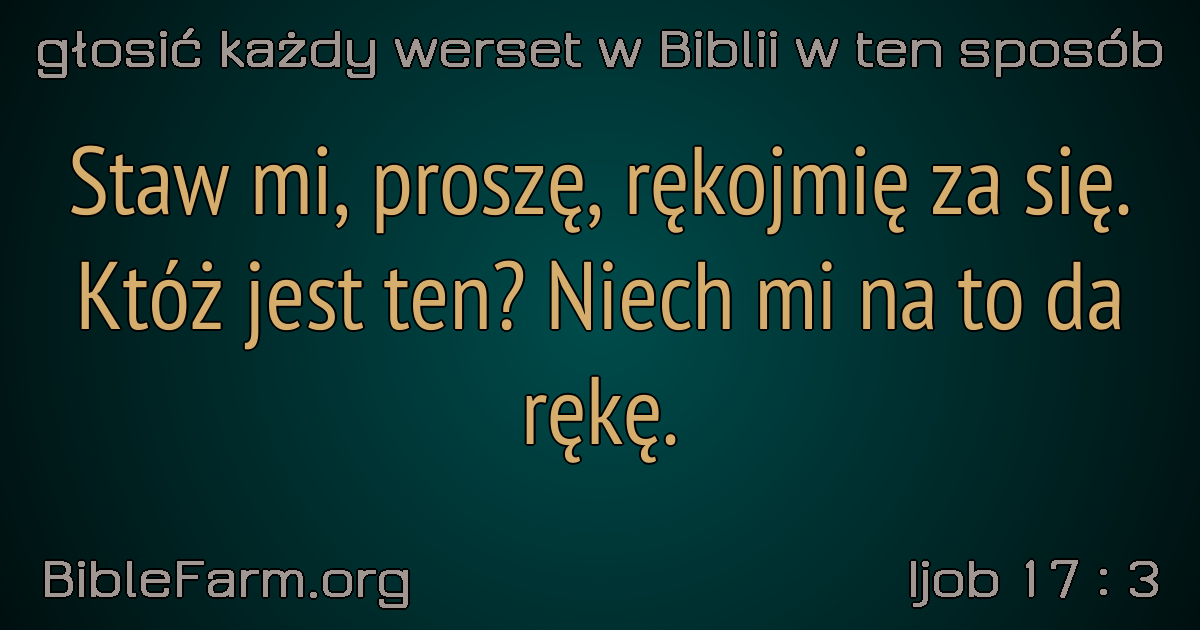 głosić każdy werset w Biblii w ten sposób
Staw mi, proszę, rękojmię za się.
Któż jest ten? Niech mi na to da
rękę.
BibleFarm.org
Ijob 17 : 3